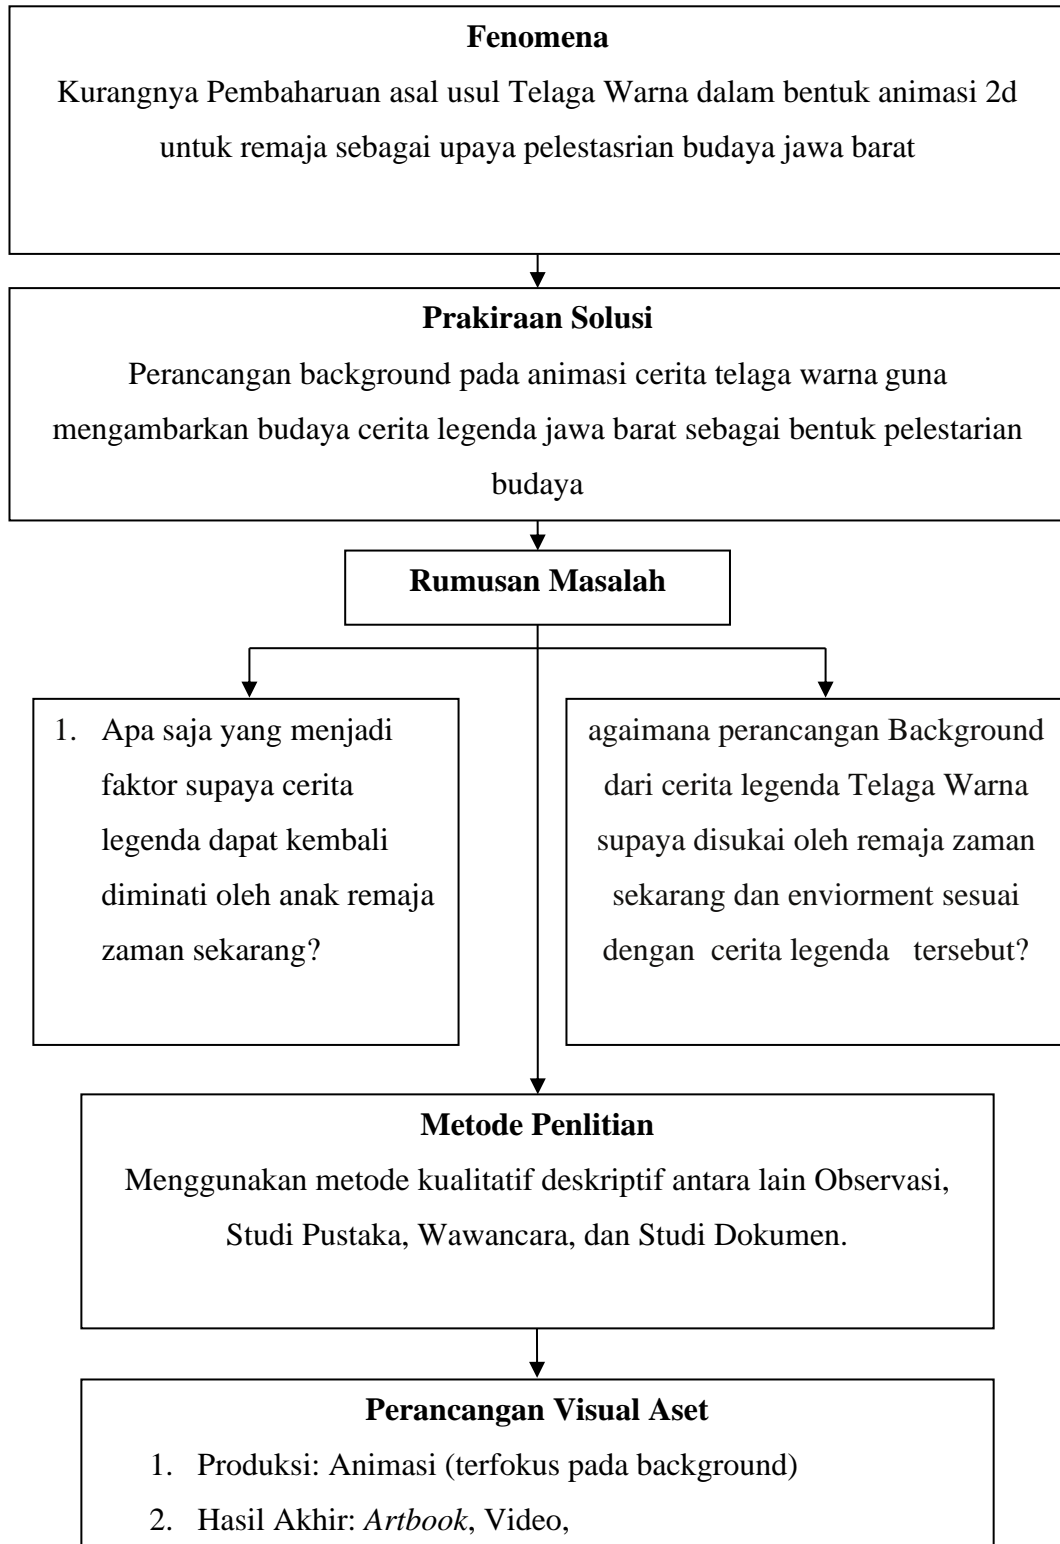 Fenomena
Kurangnya Pembaharuan asal usul Telaga Warna dalam bentuk animasi 2d
untuk remaja sebagai upaya pelestasrian budaya jawa barat
Prakiraan Solusi
Perancangan background pada animasi cerita telaga warna guna
mengambarkan budaya cerita legenda jawa barat sebagai bentuk pelestarian
budaya
Rumusan Masalah
1. Apa saja yang menjadi
faktor supaya cerita
legenda dapat kembali
diminati oleh anak remaja
zaman sekarang?
agaimana perancangan Background
dari cerita legenda Telaga Warna
supaya disukai oleh remaja zaman
sekarang dan enviorment sesuai
dengan cerita legenda tersebut?
Metode Penlitian
Menggunakan metode kualitatif deskriptif antara lain Observasi,
Studi Pustaka, Wawancara, dan Studi Dokumen.
Perancangan Visual Aset
1. Produksi: Animasi (terfokus pada background)
2. Hasil Akhir: Artbook, Video,